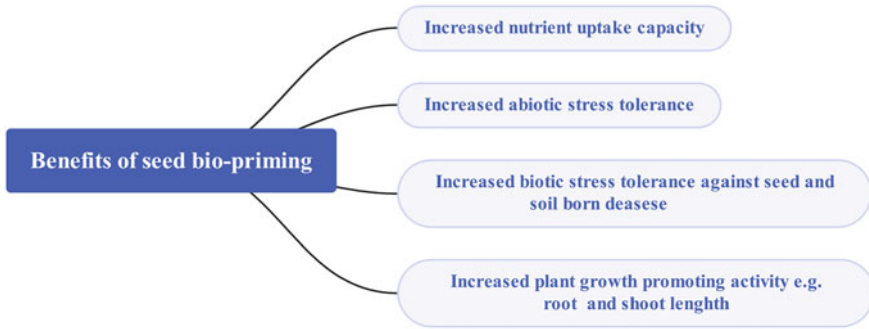 Increased nutrient uptake capacity
Increased abiotic stress tolerance
Benefits of seed bio-priming
Increased biotic stress tolerance against seed and
soil born deasese
Increased plant growth promoting activity e.g.
root and shoot lenghth